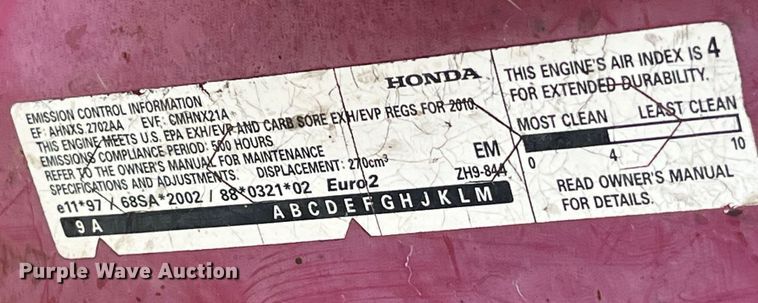 EMISSION CONTROL INFORMATION
EF: AHNXS.2702AA EVF: CMHNX21A
THIS ENGINE MEETS U.S. EPA EXH/EVP AND CARB SORE EXH/EVP REGS FOR 2010.
EMISSIONS COMPLIANCE PERIOD: 500 HOURS
REFER TO THE OWNER'S MANUAL FOR MAINTENANCE
SPECIFICATIONS AND ADJUSTMENTS. DISPLACEMENT: 270cm³
e11*97 / 68SA*2002 / 88*0321*02 Euro2
9 A A B C D E F G H J K L M
HONDA
EM
ZH9-844
THIS ENGINE'S AIR INDEX IS 4
FOR EXTENDED DURABILITY.
MOST CLEAN LEAST CLEAN
0 4 10
READ OWNER'S MANUAL
FOR DETAILS.
Purple Wave Auction